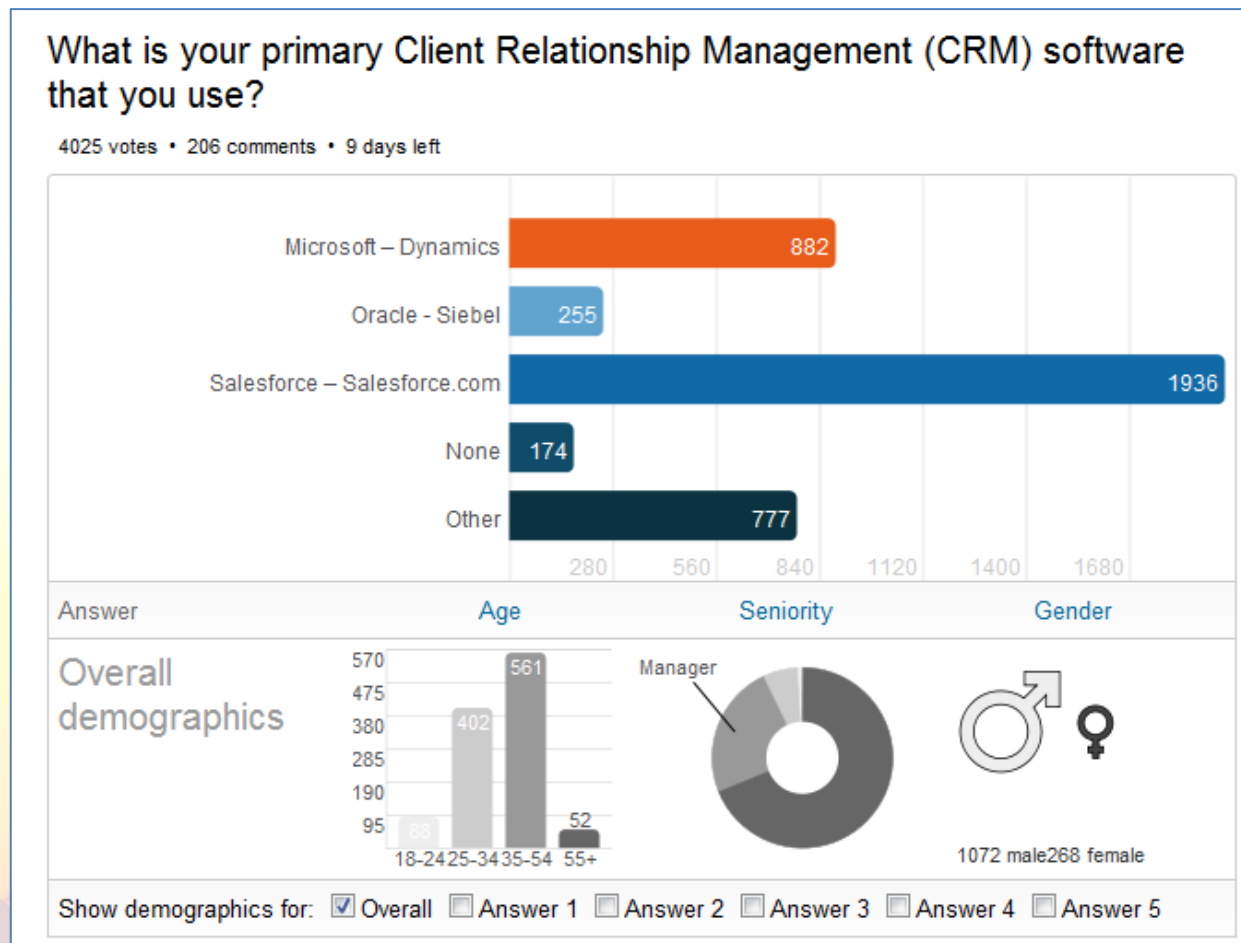 What is your primary Client Relationship Management (CRM) software
that you use?
4025 votes • 206 comments • 9 days left
Microsoft – Dynamics 882
Oracle - Siebel 255
Salesforce – Salesforce.com 1936
None 174
Other 777
280 560 840 1120 1400 1680
Answer Age Seniority Gender
Overall
demographics
570
475
380
285
190
95
561
402
88
52
18-24 25-34 35-54 55+
Manager
1072 male268 female
Show demographics for: Overall Answer 1 Answer 2 Answer 3 Answer 4 Answer 5